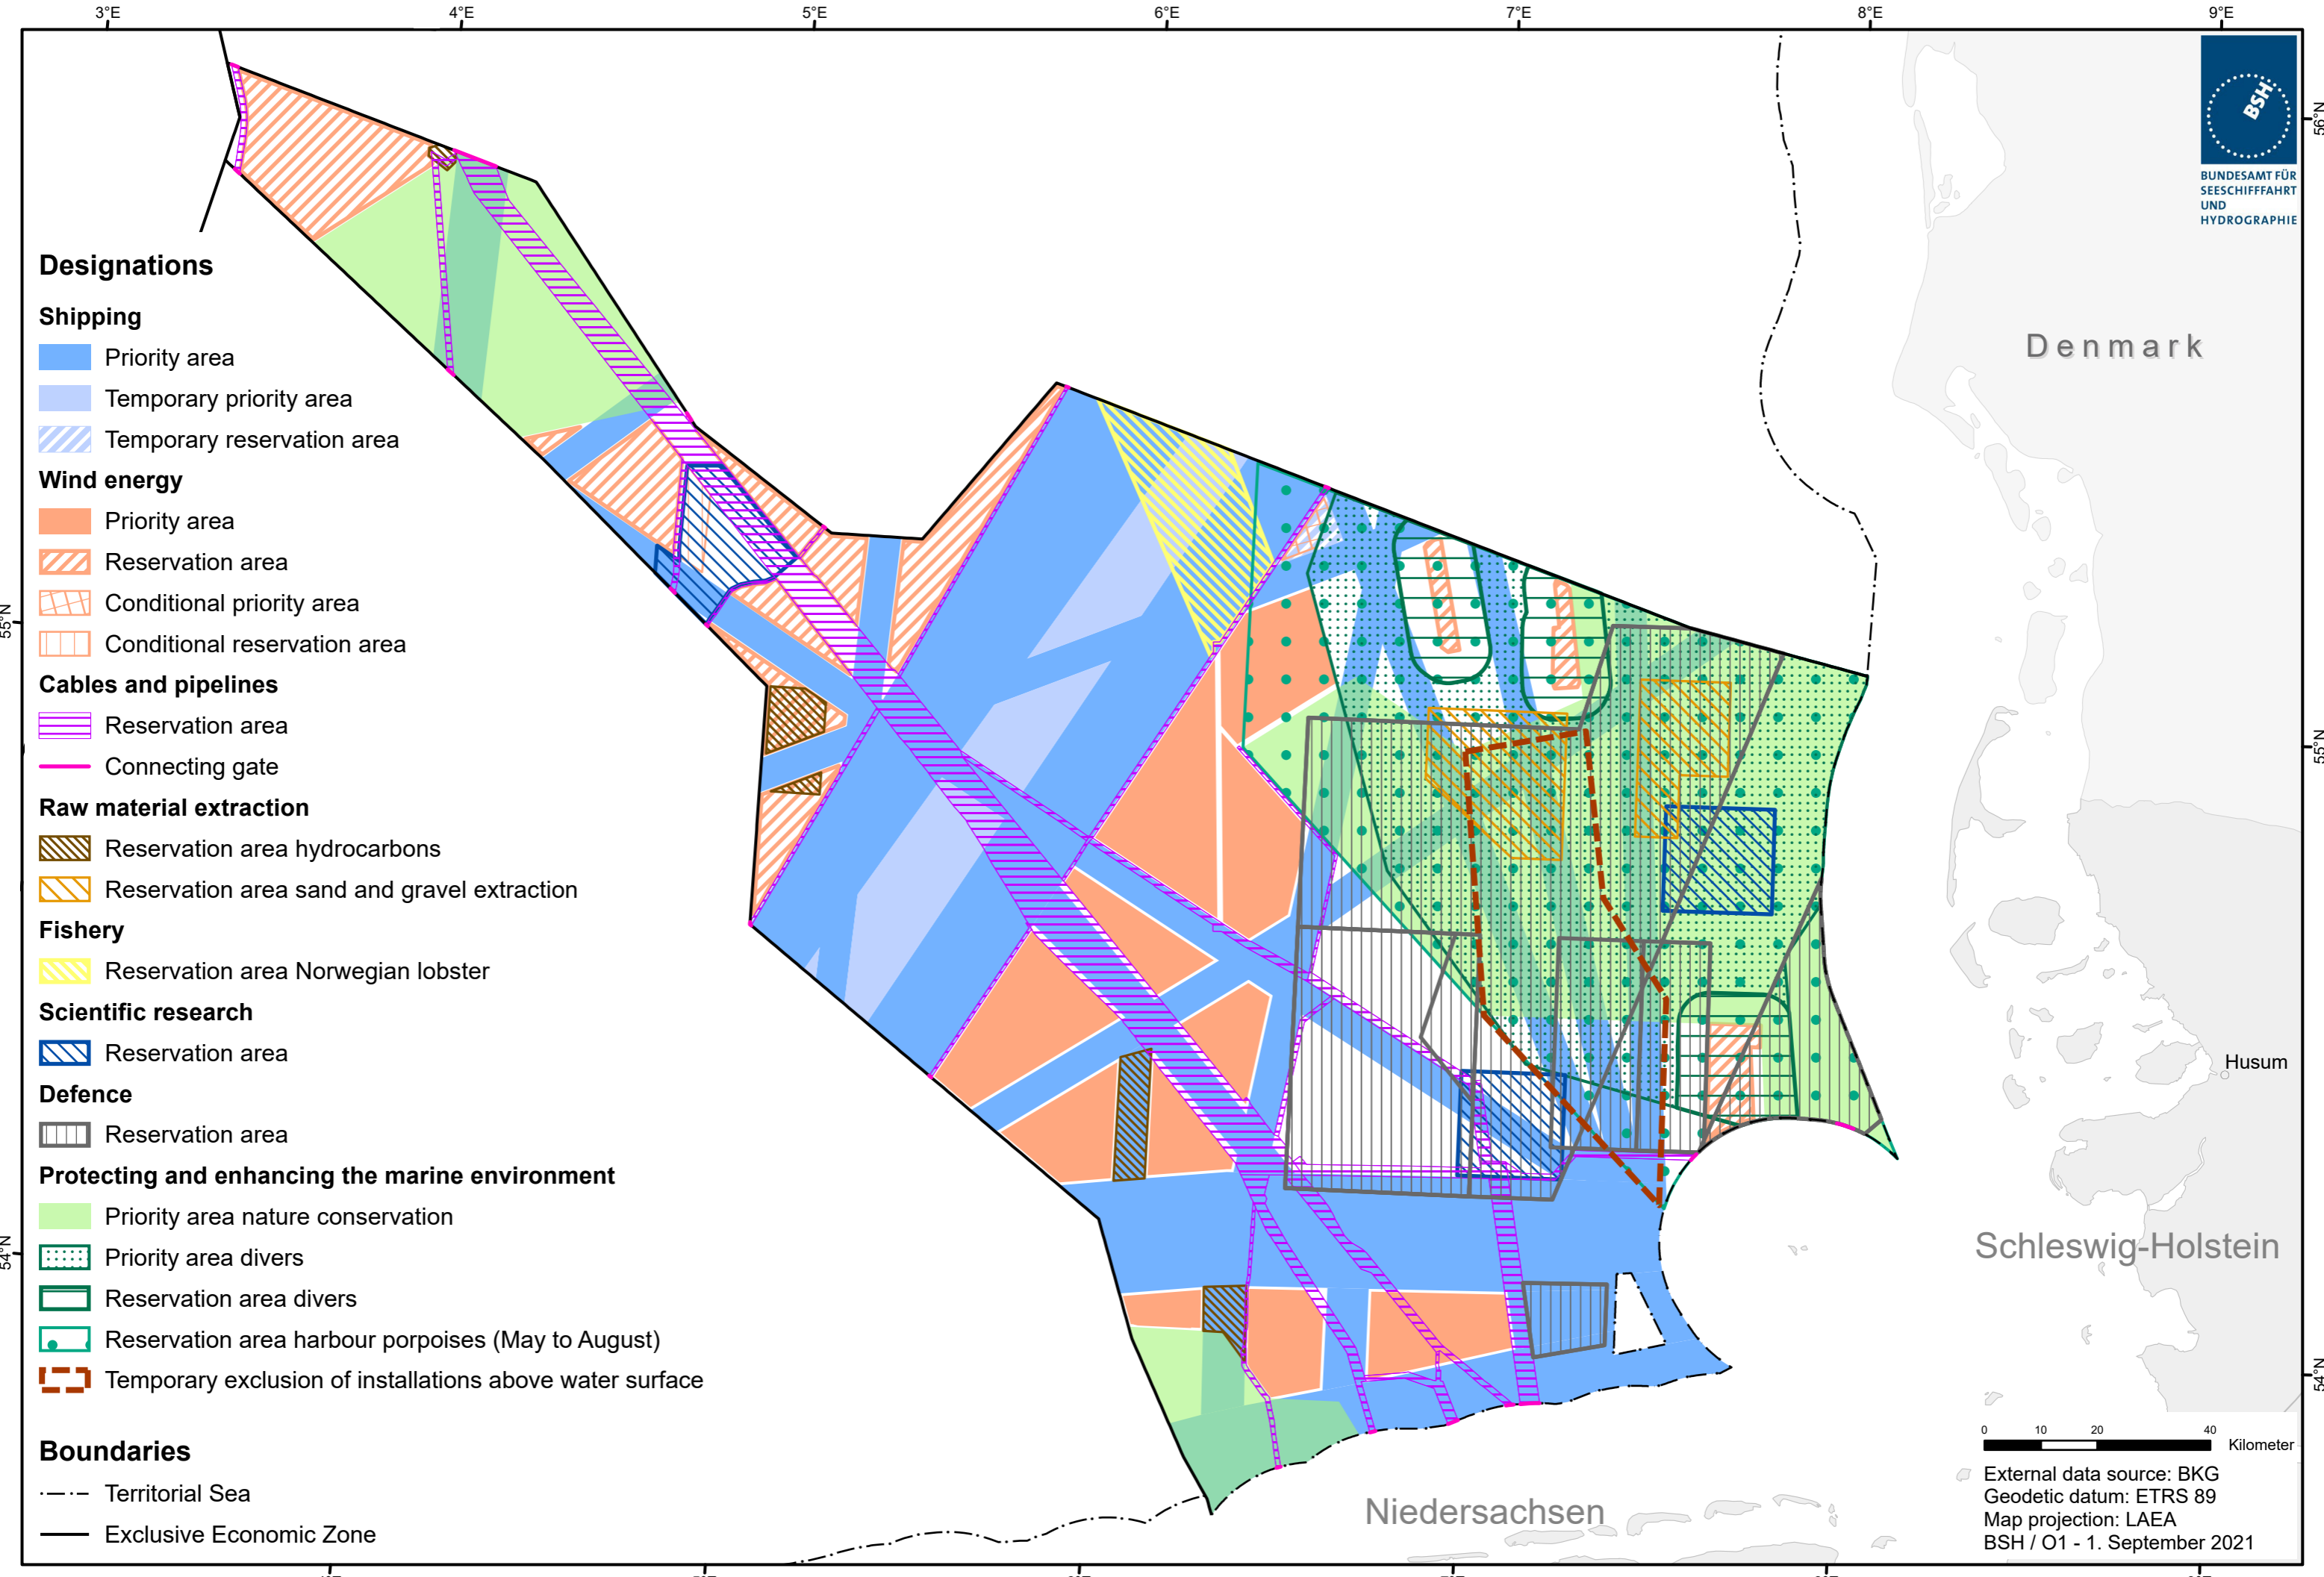 3°E
4°E
5°E
6°E
7°E
8°E
9°E
56°N
BSH
BUNDESAMT FÜR
SEESCHIFFFAHRT
UND
HYDROGRAPHIE
Denmark
Designations
Shipping
Priority area
Temporary priority area
Temporary reservation area
Wind energy
Priority area
Reservation area
Conditional priority area
Conditional reservation area
55°N
Cables and pipelines
Reservation area
Connecting gate
55°N
Raw material extraction
Reservation area hydrocarbons
Reservation area sand and gravel extraction
Fishery
Reservation area Norwegian lobster
Scientific research
Reservation area
Husum
Defence
Reservation area
Protecting and enhancing the marine environment
Priority area nature conservation
Priority area divers
Reservation area divers
Reservation area harbour porpoises (May to August)
Temporary exclusion of installations above water surface
54°N
Schleswig-Holstein
54°N
Boundaries
Territorial Sea
Exclusive Economic Zone
Niedersachsen
0 10 20 40
Kilometer
External data source: BKG
Geodetic datum: ETRS 89
Map projection: LAEA
BSH / O1 - 1. September 2021